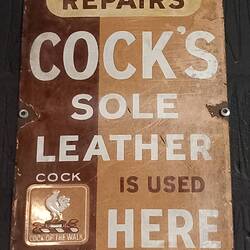 REPAIRS
COCK'S
SOLE
LEATHER
COCK
IS USED
COCK OF THE WALK
HERE